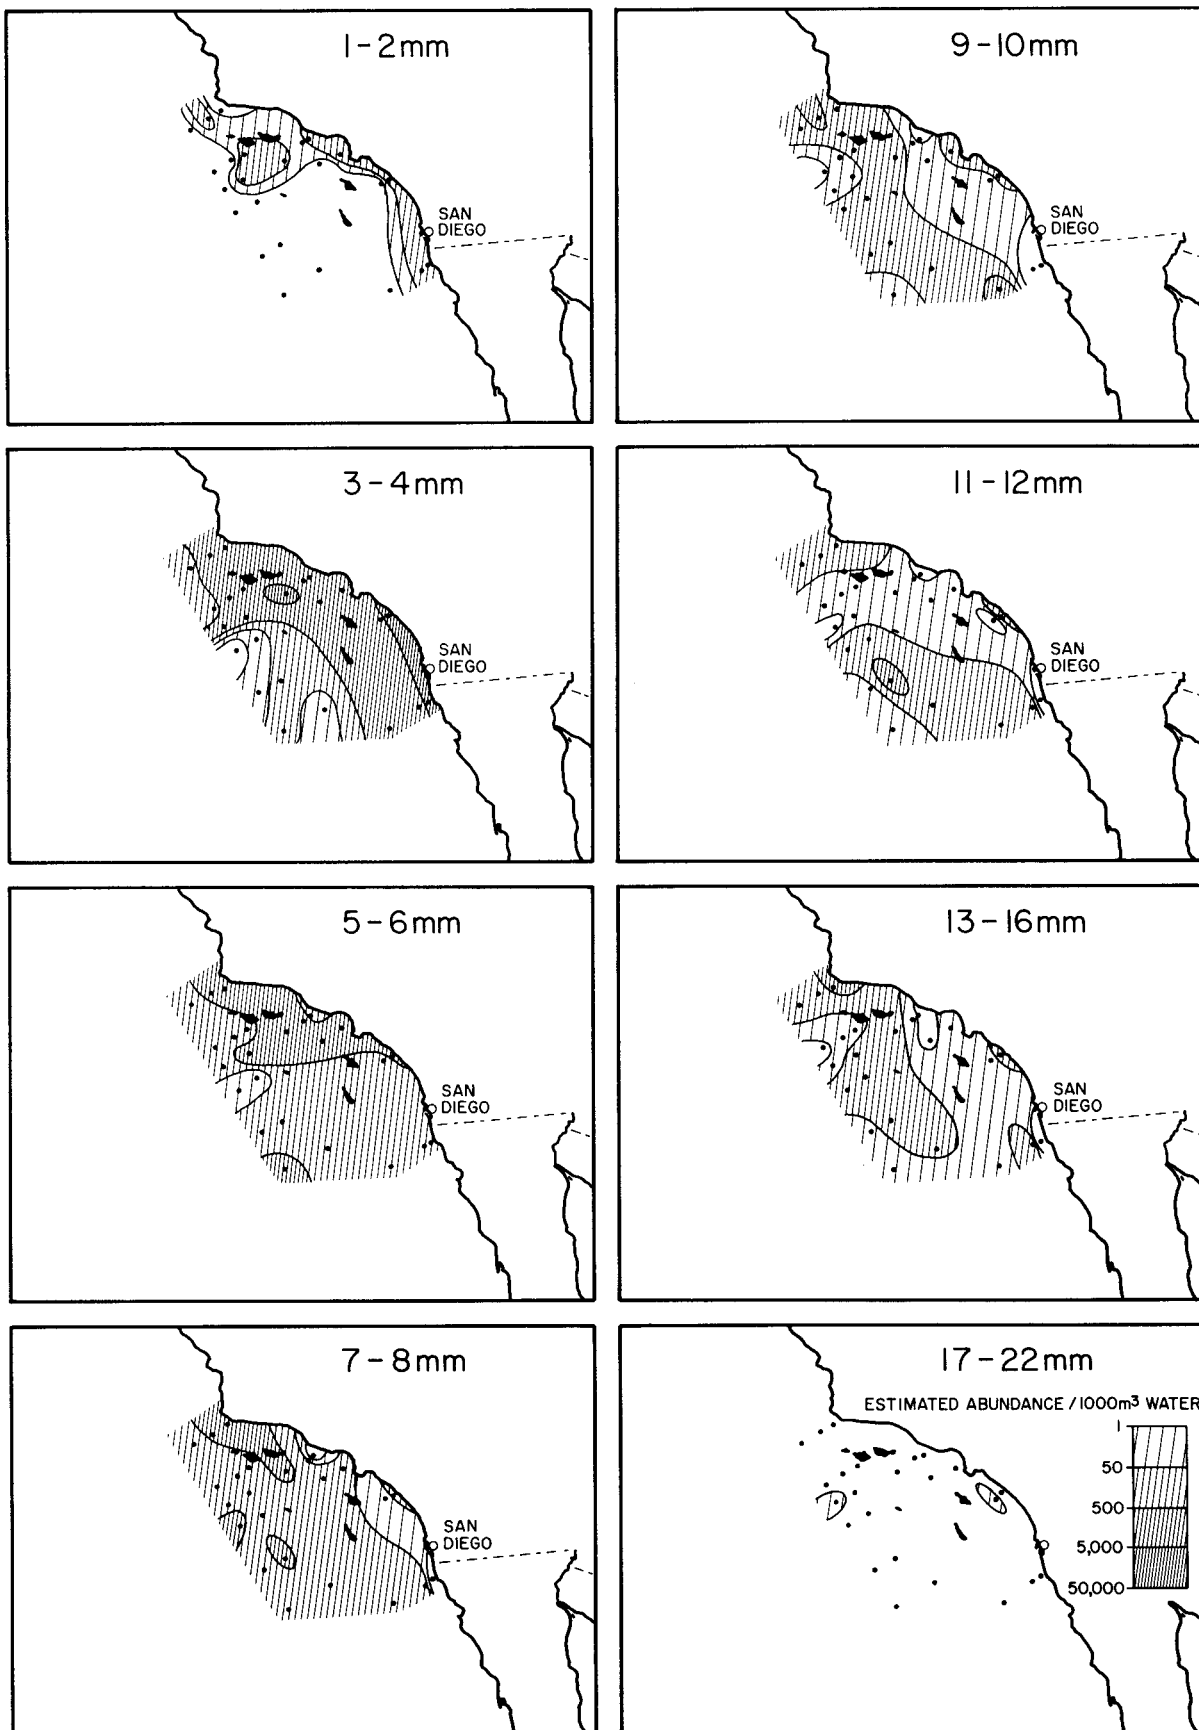 1-2mm
SAN
DIEGO
9-10mm
SAN
DIEGO
3-4mm
SAN
DIEGO
11-12mm
SAN
DIEGO
5-6mm
SAN
DIEGO
13-16mm
SAN
DIEGO
7-8mm
SAN
DIEGO
17-22mm
ESTIMATED ABUNDANCE / 1000m³ WATER
1
50
500
5,000
50,000